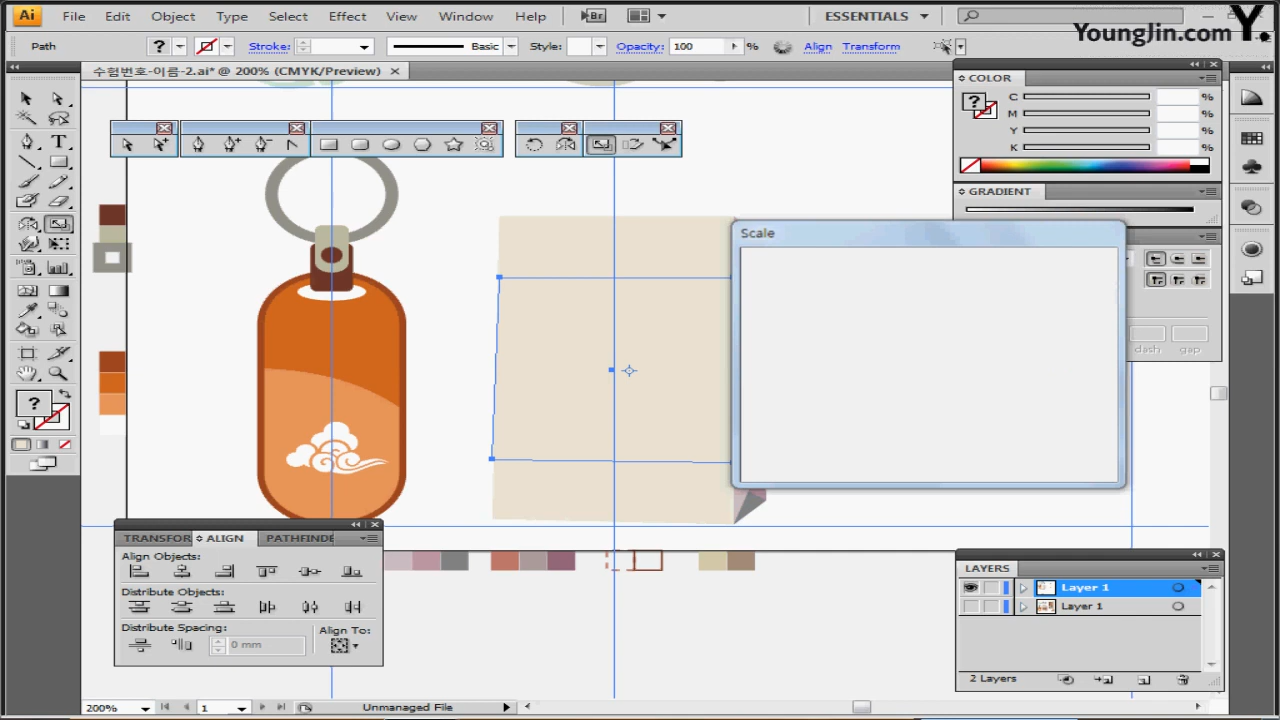 Ai File Edit Object Type Select Effect View Window Help Br ESSENTIALS
YoungJin.com Y.
Path ? Stroke: Basic Style: Opacity: 100 % Align Transform
수험번호-이름-2.ai* @ 200% (CMYK/Preview) ×
COLOR
? C %
M %
Y %
K %
GRADIENT
Scale
dash gap
?
TRANSFOR ALIGN PATHFINDE
Align Objects:
Distribute Objects:
Distribute Spacing: Align To:
0 mm
LAYERS
Layer 1
Layer 1
2 Layers
200% 1 Unmanaged File